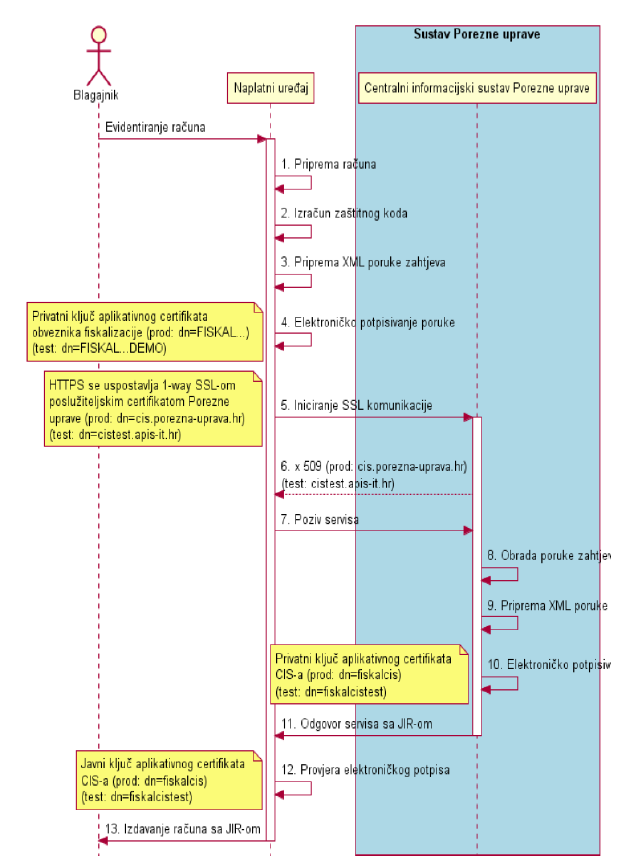 Sustav Porezne uprave
Blagajnik
Naplatni uređaj
Centralni informacijski sustav Porezne uprave
Evidentiranje računa
1. Priprema računa
2. Izračun zaštitnog koda
3. Priprema XML poruke zahtjeva
Privatni ključ aplikativnog certifikata
obveznika fiskalizacije (prod: dn=FISKAL...)
(test: dn=FISKAL...DEMO)
4. Elektroničko potpisivanje poruke
HTTPS se uspostavlja 1-way SSL-om
poslužiteljskim certifikatom Porezne
uprave (prod: dn=cis.porezna-uprava.hr)
(test: dn=cistest.apis-it.hr)
5. Iniciranje SSL komunikacije
6. x 509 (prod: cis.porezna-uprava.hr)
(test: cistest.apis-it.hr)
7. Poziv servisa
8. Obrada poruke zahtjev
9. Priprema XML poruke
Privatni ključ aplikativnog certifikata
CIS-a (prod: dn=fiskalcis)
(test: dn=fiskalcistest)
10. Elektroničko potpisiv
11. Odgovor servisa sa JIR-om
Javni ključ aplikativnog certifikata
CIS-a (prod: dn=fiskalcis)
(test: dn=fiskalcistest)
12. Provjera elektroničkog potpisa
13. Izdavanje računa sa JIR-om